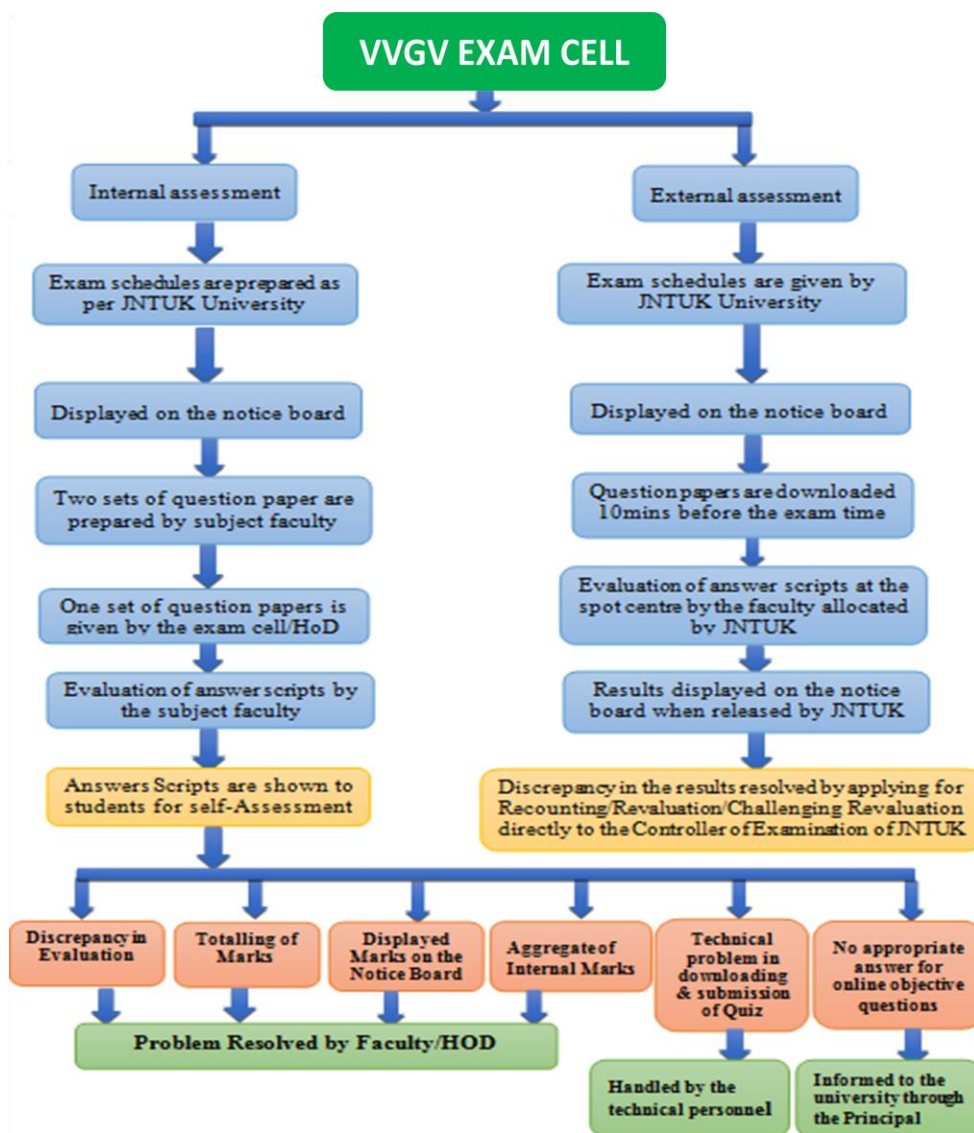 VVGV EXAM CELL
Internal assessment
External assessment
Exam schedules are prepared as
per JNTUK University
Exam schedules are given by
JNTUK University
Displayed on the notice board
Displayed on the notice board
Two sets of question paper are
prepared by subject faculty
Question papers are downloaded
10mins before the exam time
One set of question papers is
given by the exam cell/HoD
Evaluation of answer scripts at the
spot centre by the faculty allocated
by JNTUK
Evaluation of answer scripts by
the subject faculty
Results displayed on the notice
board when released by JNTUK
Answers Scripts are shown to
students for self-Assessment
Discrepancy in the results resolved by applying for
Recounting/Revaluation/Challenging Revaluation
directly to the Controller of Examination of JNTUK
Discrepancy in
Evaluation
Totalling of
Marks
Displayed
Marks on the
Notice Board
Aggregate of
Internal Marks
Technical
problem in
downloading
& submission
of Quiz
No appropriate
answer for
online objective
questions
Problem Resolved by Faculty/HOD
Handled by the
technical personnel
Informed to the
university through
the Principal